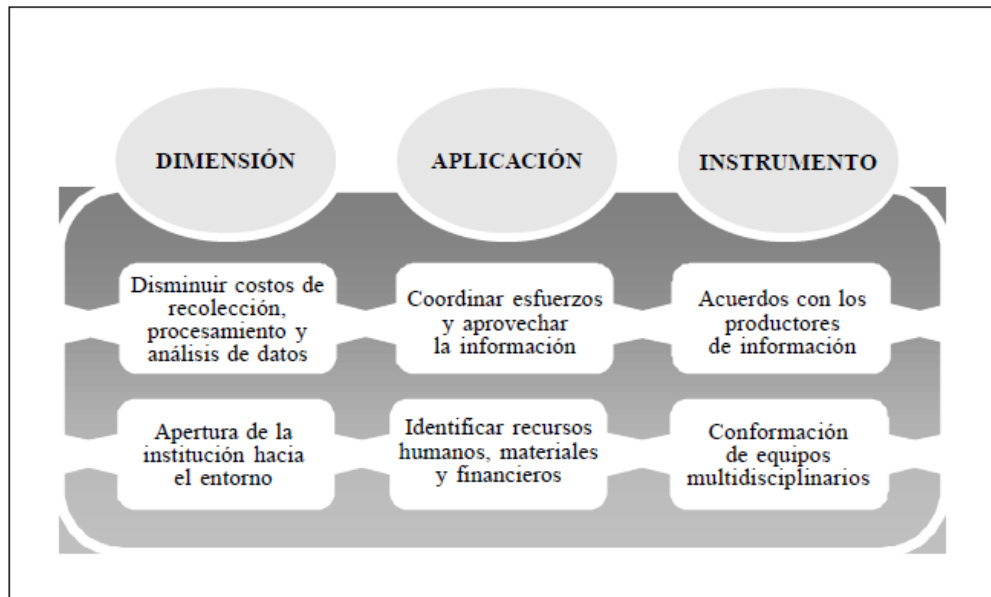 DIMENSIÓN
APLICACIÓN
INSTRUMENTO
Disminuir costos de
recolección,
procesamiento y
análisis de datos
Coordinar esfuerzos
y aprovechar
la información
Acuerdos con los
productores
de información
Apertura de la
institución hacia
el entorno
Identificar recursos
humanos, materiales
y financieros
Conformación
de equipos
multidisciplinarios